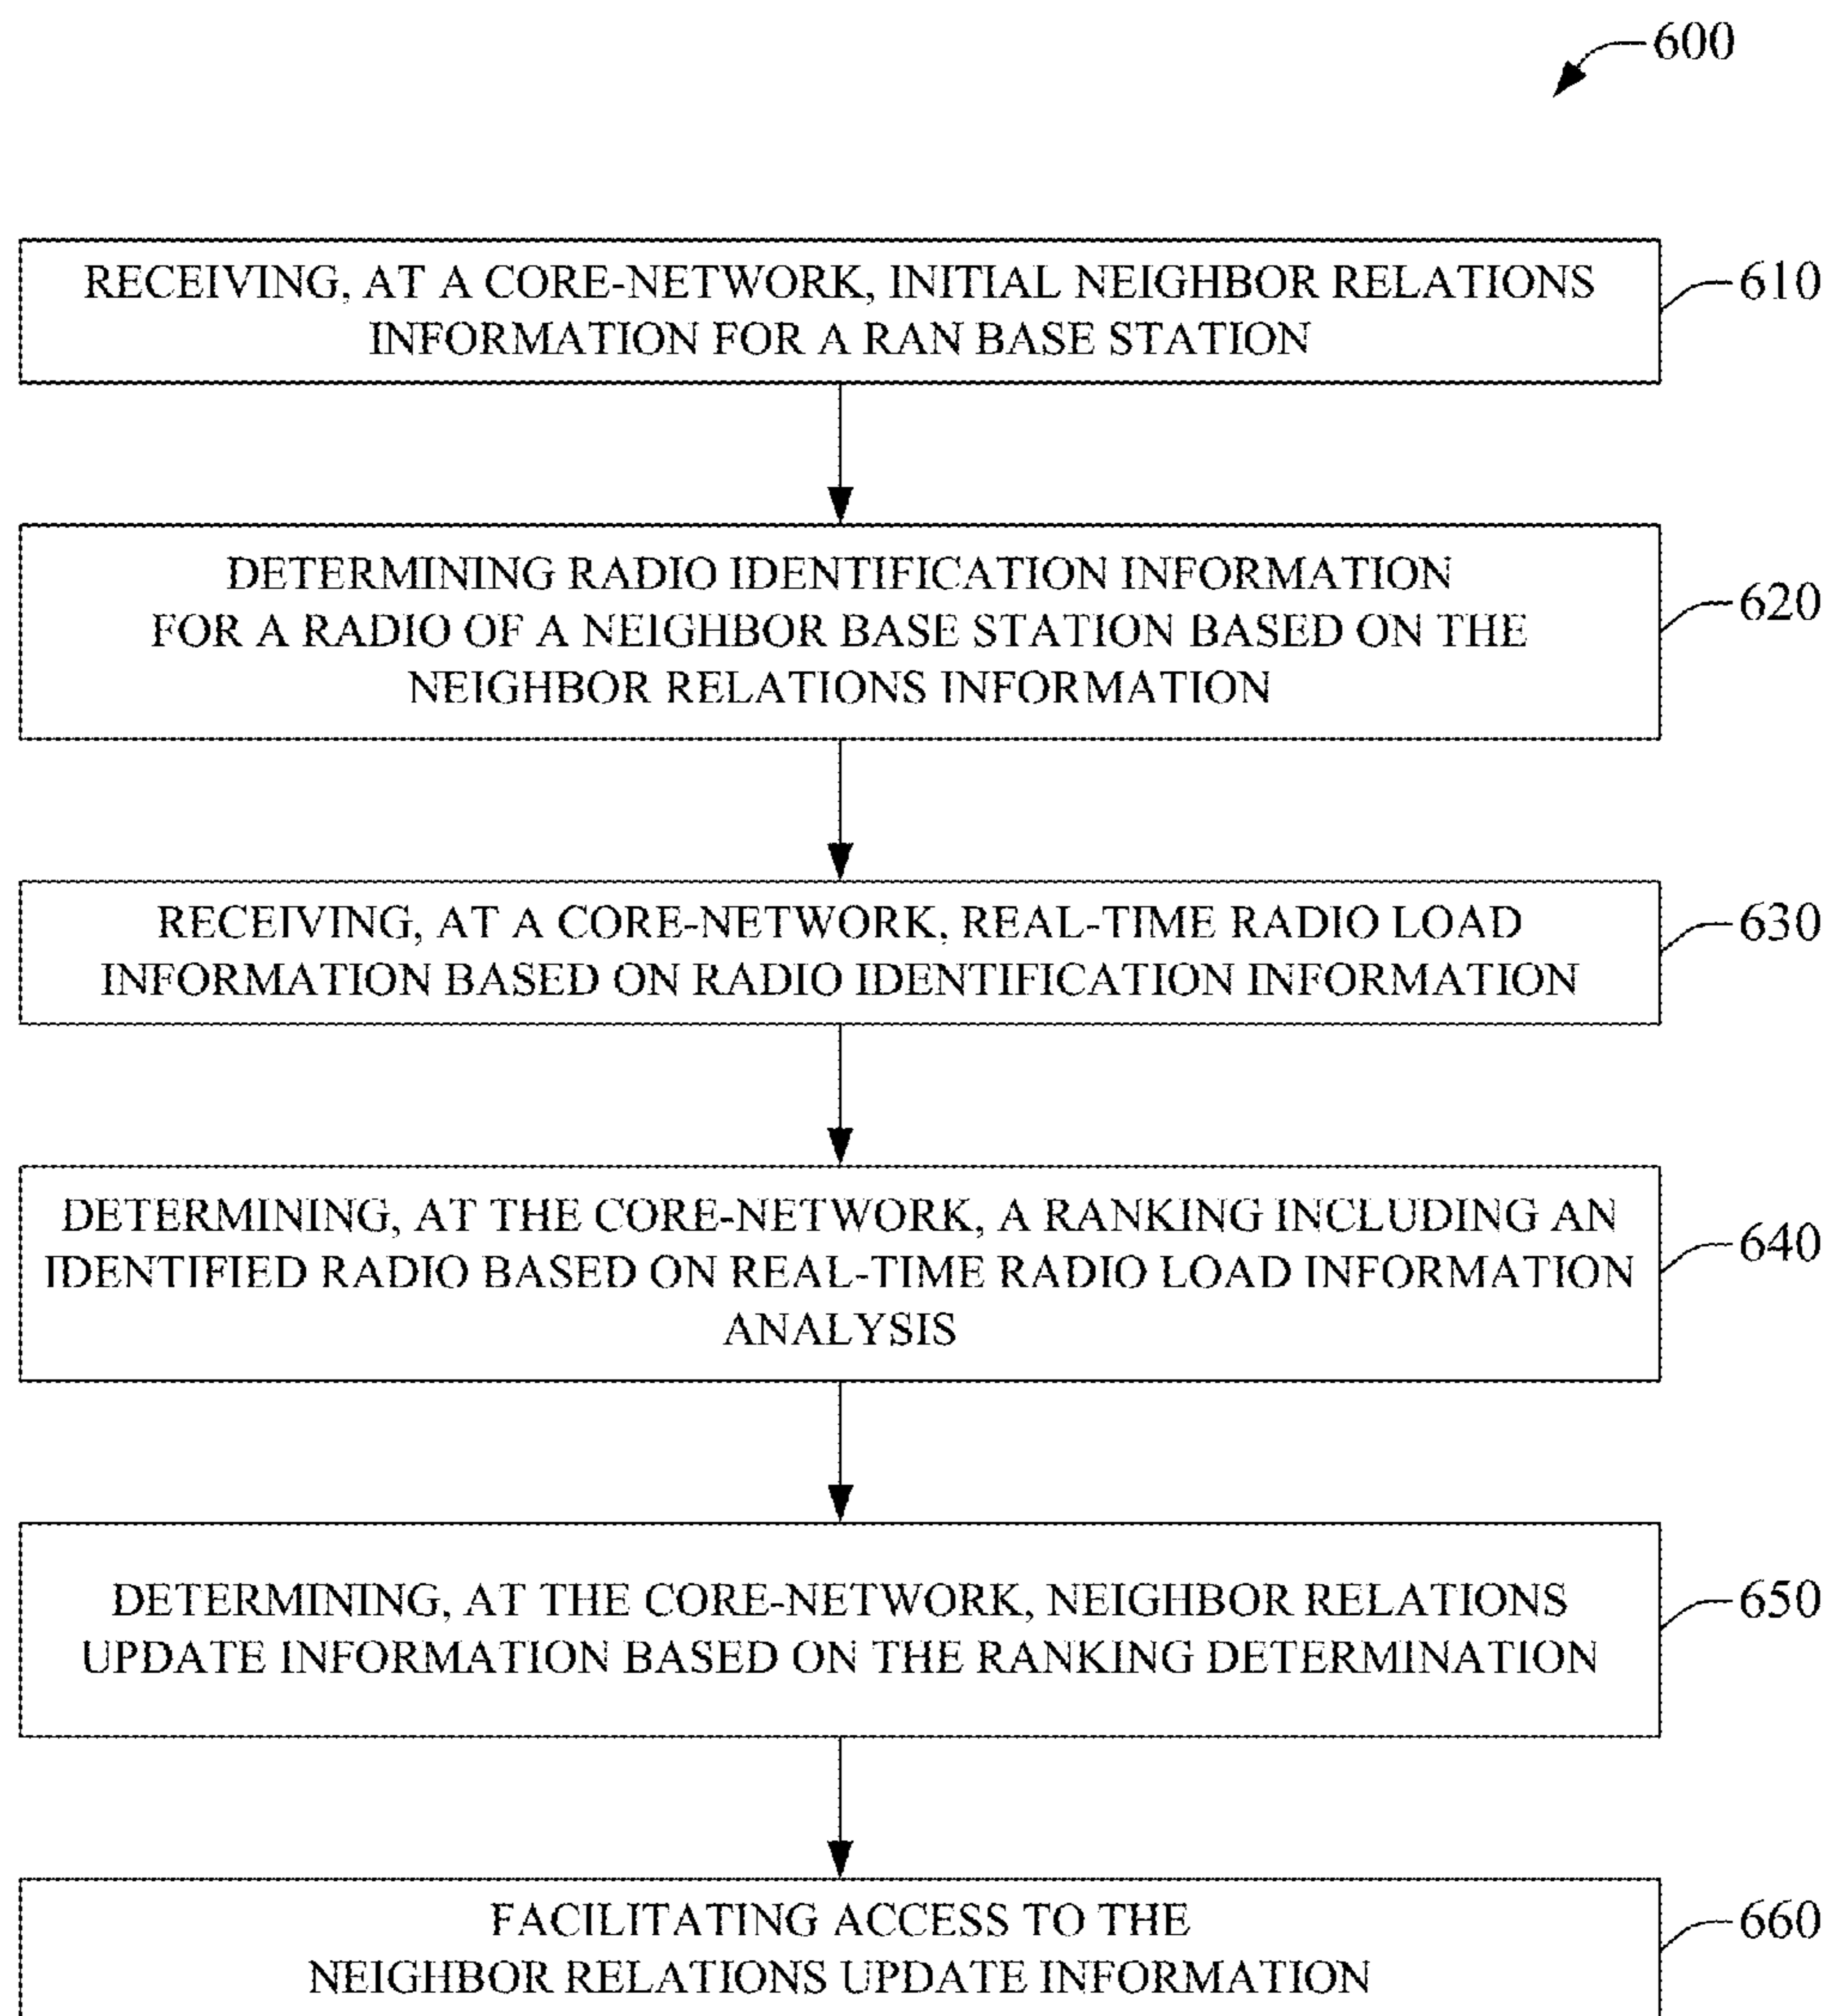 600
RECEIVING, AT A CORE-NETWORK, INITIAL NEIGHBOR RELATIONS
INFORMATION FOR A RAN BASE STATION
610
DETERMINING RADIO IDENTIFICATION INFORMATION
FOR A RADIO OF A NEIGHBOR BASE STATION BASED ON THE
NEIGHBOR RELATIONS INFORMATION
620
RECEIVING, AT A CORE-NETWORK, REAL-TIME RADIO LOAD
INFORMATION BASED ON RADIO IDENTIFICATION INFORMATION
630
DETERMINING, AT THE CORE-NETWORK, A RANKING INCLUDING AN
IDENTIFIED RADIO BASED ON REAL-TIME RADIO LOAD INFORMATION
ANALYSIS
640
DETERMINING, AT THE CORE-NETWORK, NEIGHBOR RELATIONS
UPDATE INFORMATION BASED ON THE RANKING DETERMINATION
650
FACILITATING ACCESS TO THE
NEIGHBOR RELATIONS UPDATE INFORMATION
660